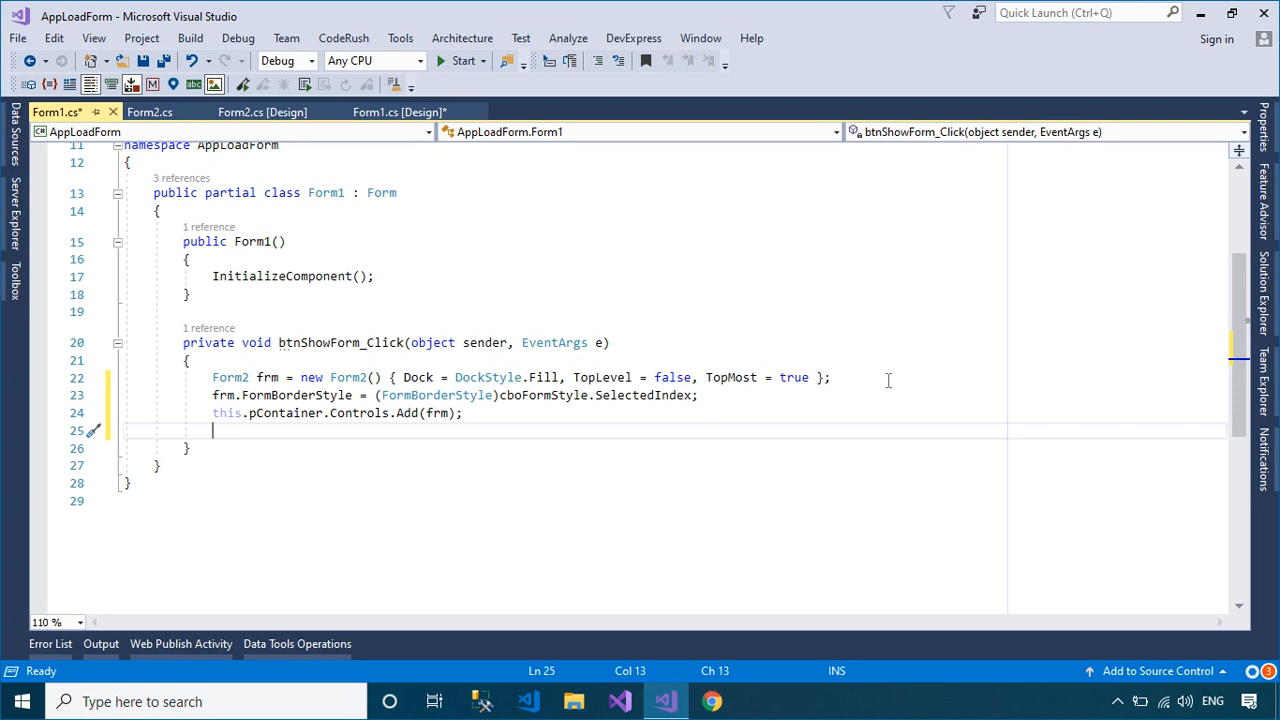 AppLoadForm - Microsoft Visual Studio
Quick Launch (Ctrl+Q)
File Edit View Project Build Debug Team CodeRush Tools Architecture Test Analyze DevExpress Window Help
Sign in
Debug Any CPU Start
abc
Form1.cs* Form2.cs Form2.cs [Design] Form1.cs [Design]*
C# AppLoadForm AppLoadForm.Form1 btnShowForm_Click(object sender, EventArgs e)
Data Sources
Server Explorer
Toolbox
11 namespace AppLoadForm
12 {
3 references
13 public partial class Form1 : Form
14 {
1 reference
15 public Form1()
16 {
17 InitializeComponent();
18 }
19
1 reference
20 private void btnShowForm_Click(object sender, EventArgs e)
21 {
22 Form2 frm = new Form2() { Dock = DockStyle.Fill, TopLevel = false, TopMost = true };
23 frm.FormBorderStyle = (FormBorderStyle)cboFormStyle.SelectedIndex;
24 this.pContainer.Controls.Add(frm);
25
26 }
27 }
28 }
29
Properties
Feature Advisor
Solution Explorer
Team Explorer
Notifications
110 %
Error List Output Web Publish Activity Data Tools Operations
Ready Ln 25 Col 13 Ch 13 INS Add to Source Control 3
Type here to search
ENG